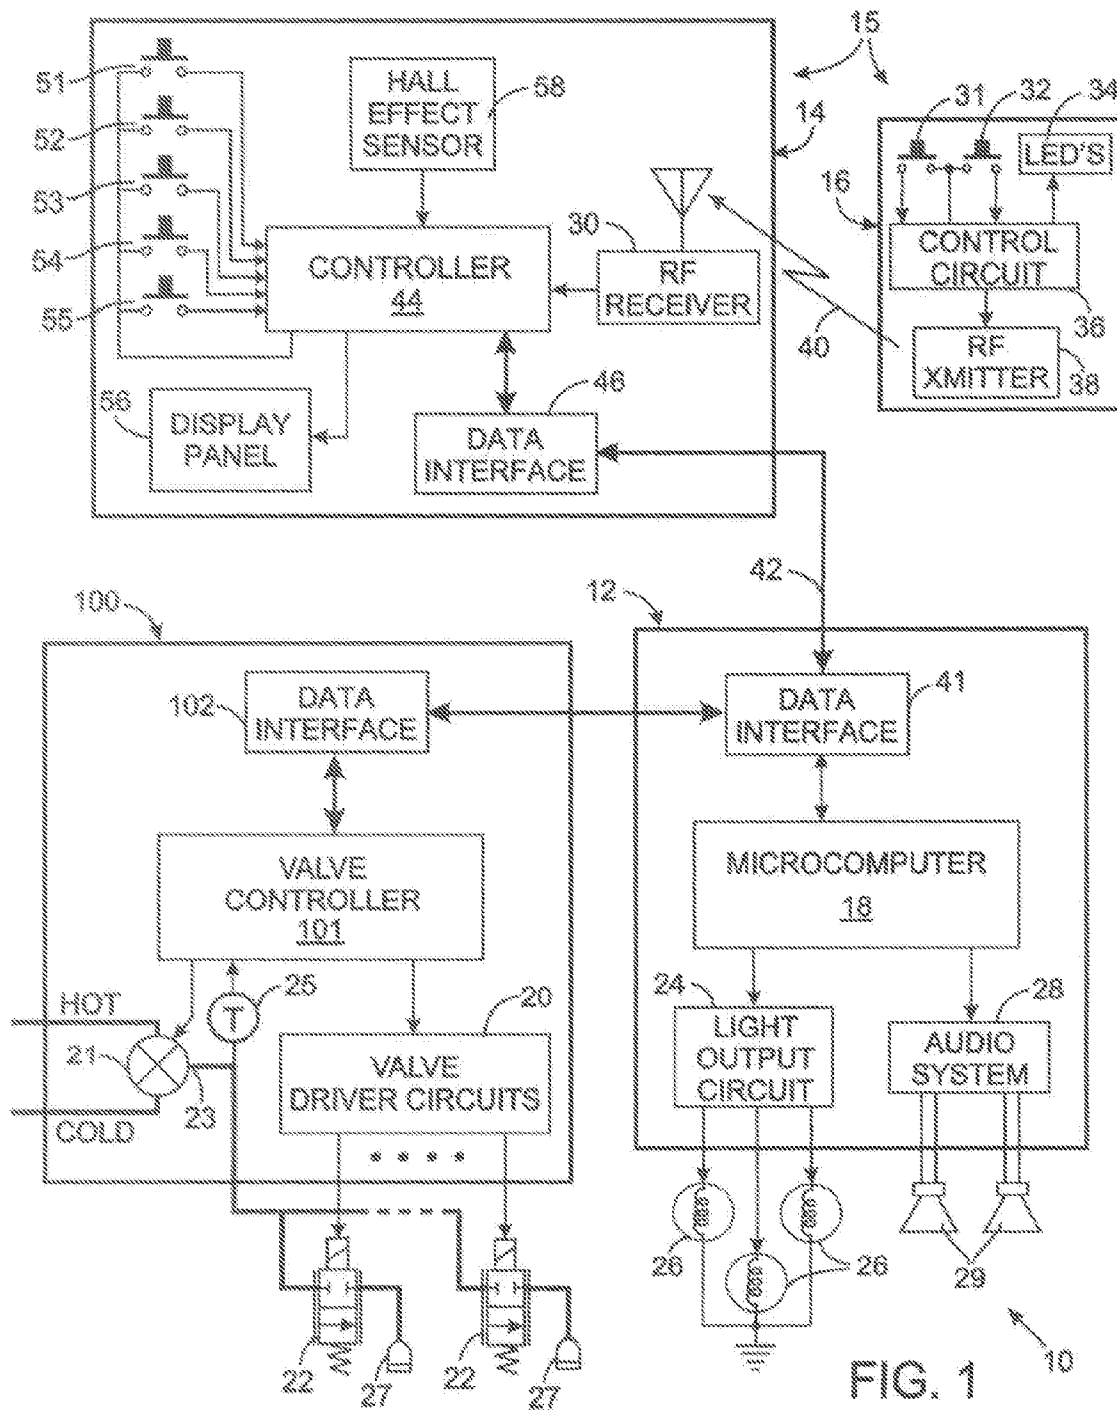 15
51
52
53
54
55
HALL
EFFECT
SENSOR
58
14
31
32
34
LED'S
16
CONTROL
CIRCUIT
36
RF
XMITTER
38
30
RF
RECEIVER
40
CONTROLLER
44
46
56
DISPLAY
PANEL
DATA
INTERFACE
42
100
12
102
DATA
INTERFACE
DATA
INTERFACE
41
VALVE
CONTROLLER
101
MICROCOMPUTER
18
HOT
25
T
20
21
23
COLD
VALVE
DRIVER CIRCUITS
24
LIGHT
OUTPUT
CIRCUIT
28
AUDIO
SYSTEM
26
26
29
22
27
22
27
10
FIG. 1